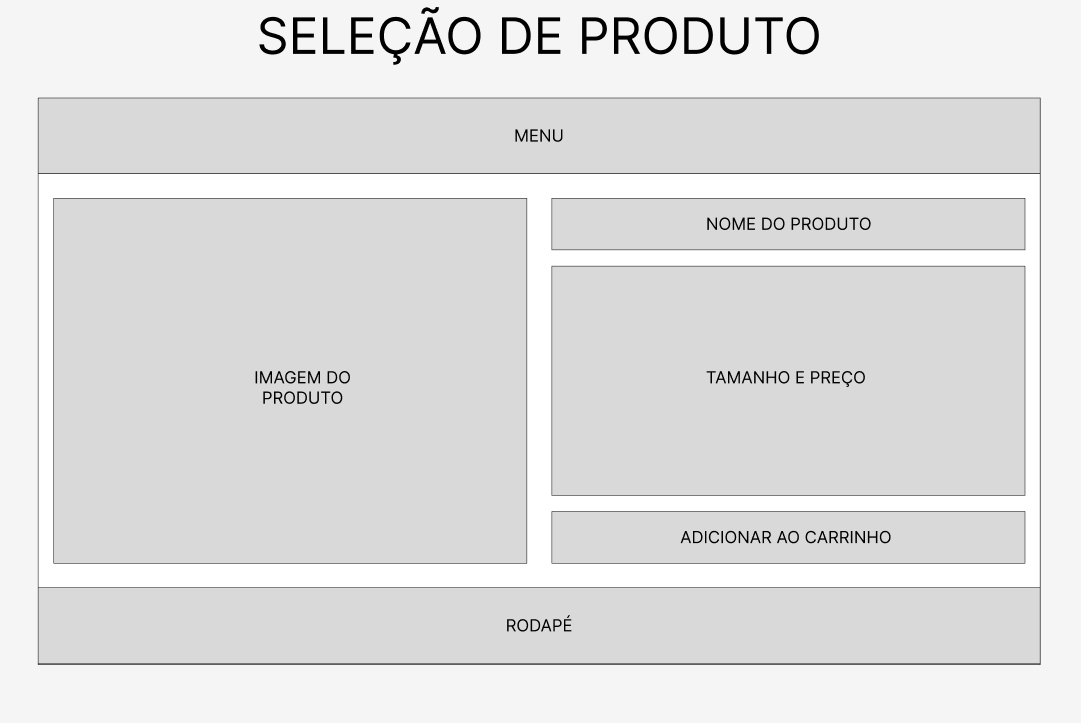 SELEÇÃO DE PRODUTO
MENU
IMAGEM DO
PRODUTO
NOME DO PRODUTO
TAMANHO E PREÇO
ADICIONAR AO CARRINHO
RODAPÉ